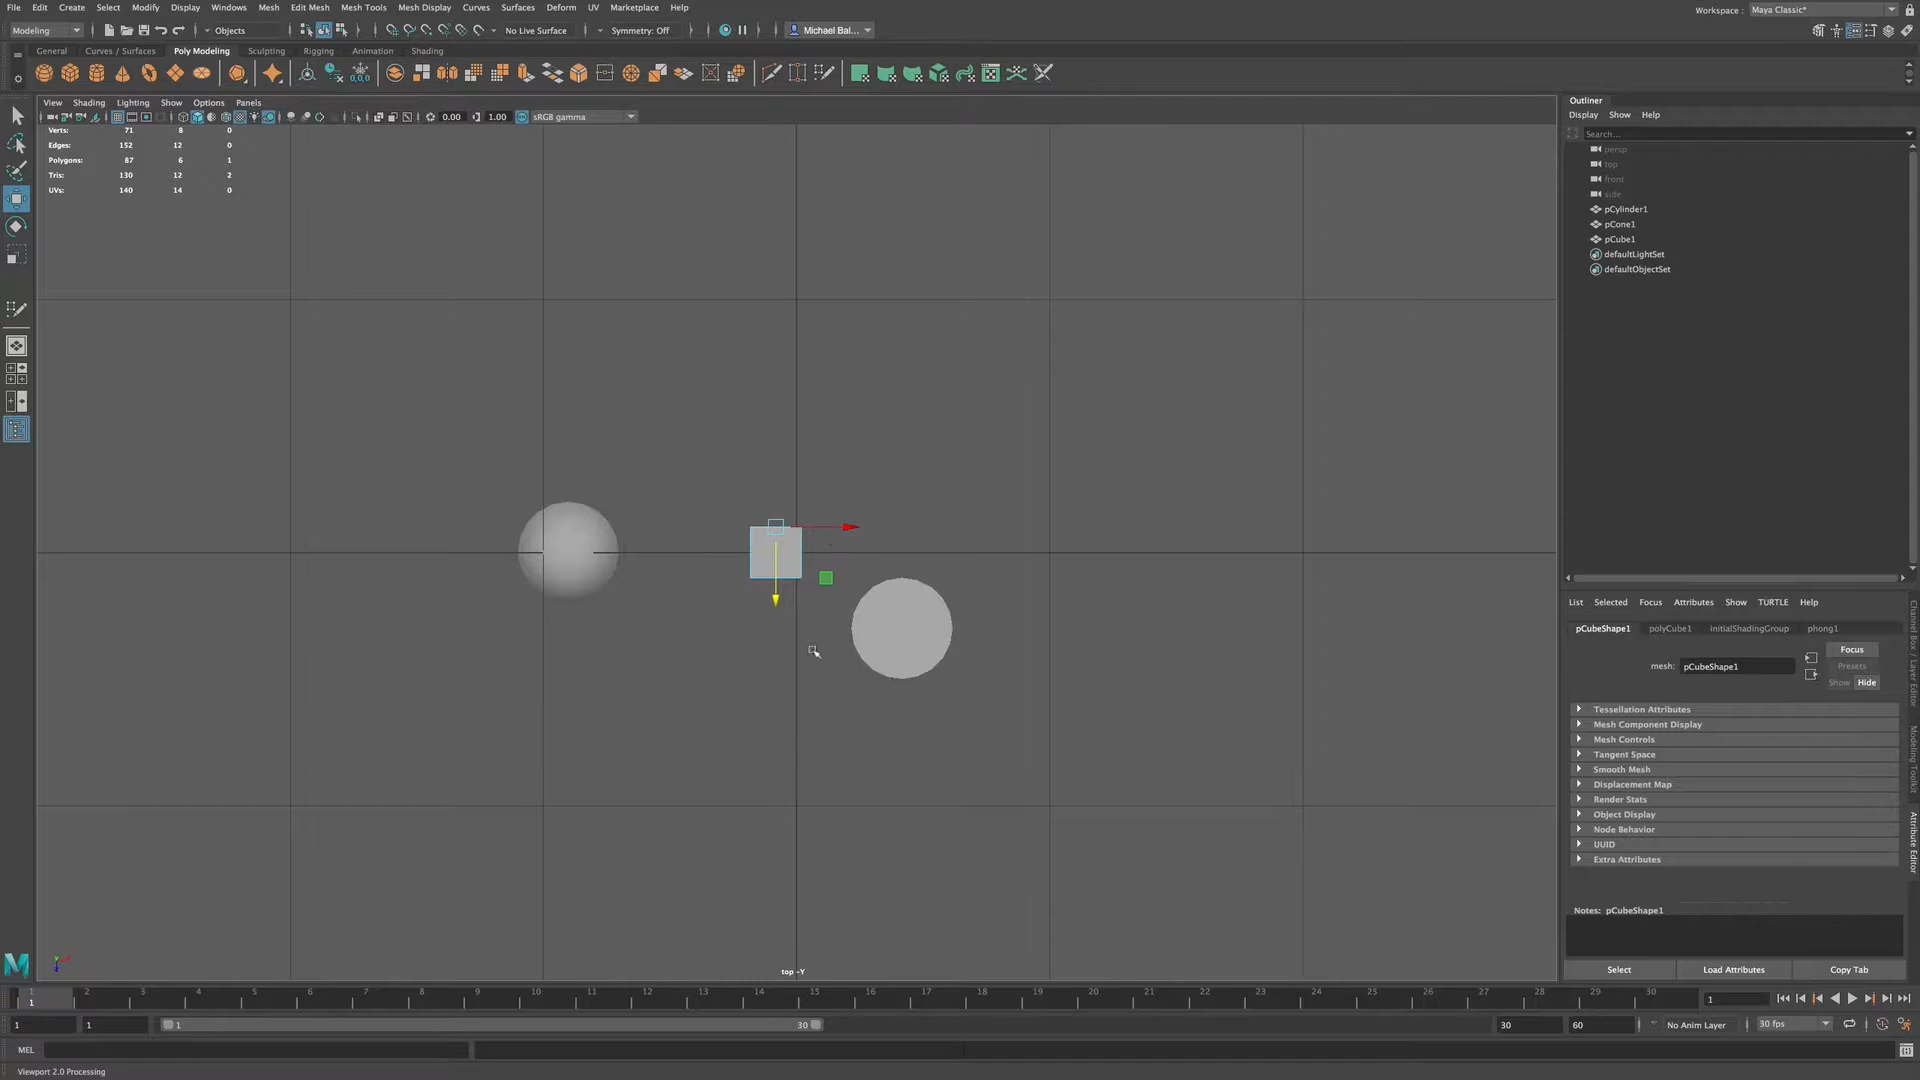 File Edit Create Select Modify Display Windows Mesh Edit Mesh Mesh Tools Mesh Display Curves Surfaces Deform UV Marketplace Help
Workspace : Maya Classic*
Modeling Objects No Live Surface Symmetry: Off Michael Bal...
General Curves / Surfaces Poly Modeling Sculpting Rigging Animation Shading
View Shading Lighting Show Options Panels
0.00 1.00 sRGB gamma
Verts: 71 8 0
Edges: 152 12 0
Polygons: 87 6 1
Tris: 130 12 2
UVs: 140 14 0
top -Y
Outliner
Display Show Help
Search...
persp
top
front
side
pCylinder1
pCone1
pCube1
defaultLightSet
defaultObjectSet
List Selected Focus Attributes Show TURTLE Help
pCubeShape1 polyCube1 initialShadingGroup phong1
Focus
mesh: pCubeShape1
Presets
Show Hide
Tessellation Attributes
Mesh Component Display
Mesh Controls
Tangent Space
Smooth Mesh
Displacement Map
Render Stats
Object Display
Node Behavior
UUID
Extra Attributes
Notes: pCubeShape1
Select Load Attributes Copy Tab
Channel Box / Layer Editor
Modeling Toolkit
Attribute Editor
1 2 3 4 5 6 7 8 9 10 11 12 13 14 15 16 17 18 19 20 21 22 23 24 25 26 27 28 29 30
1 1
1 1 1 30 30 60 No Anim Layer 30 fps
MEL
Viewport 2.0 Processing